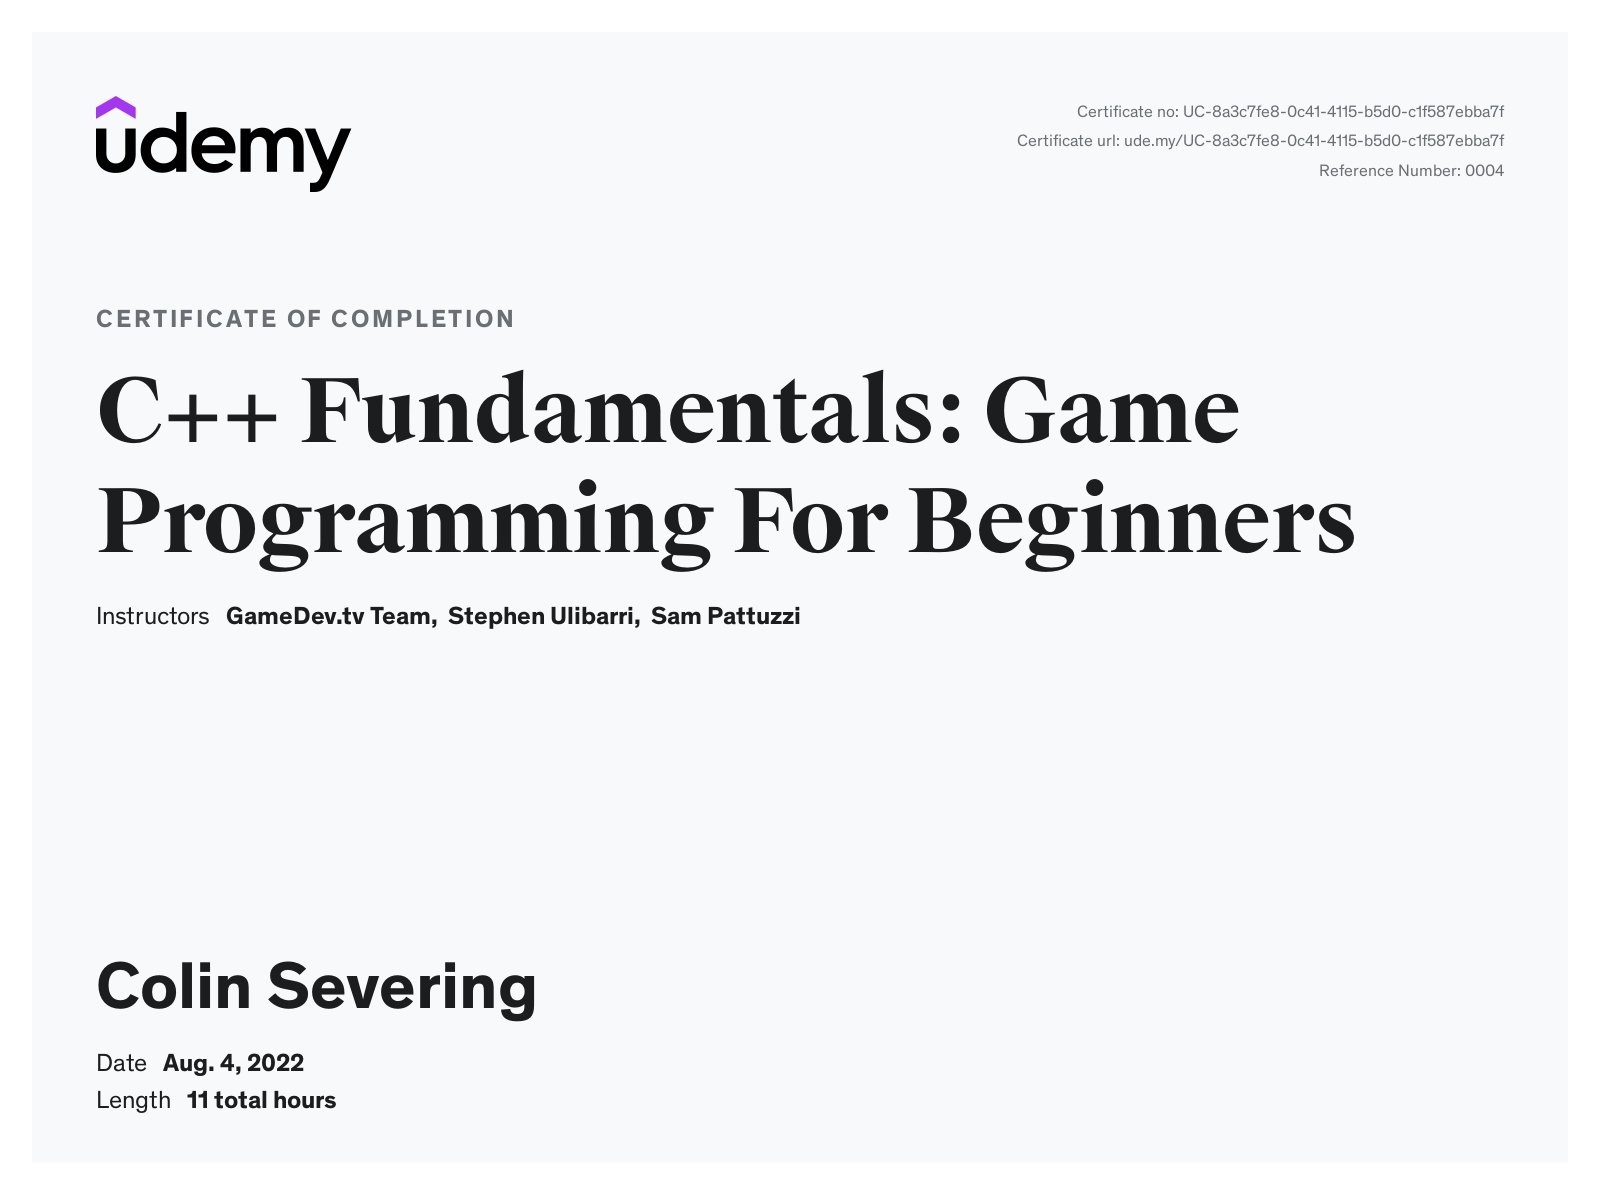 udemy
Certificate no: UC-8a3c7fe8-0c41-4115-b5d0-c1f587ebba7f
Certificate url: ude.my/UC-8a3c7fe8-0c41-4115-b5d0-c1f587ebba7f
Reference Number: 0004
CERTIFICATE OF COMPLETION
C++ Fundamentals: Game
Programming For Beginners
Instructors GameDev.tv Team, Stephen Ulibarri, Sam Pattuzzi
Colin Severing
Date Aug. 4, 2022
Length 11 total hours